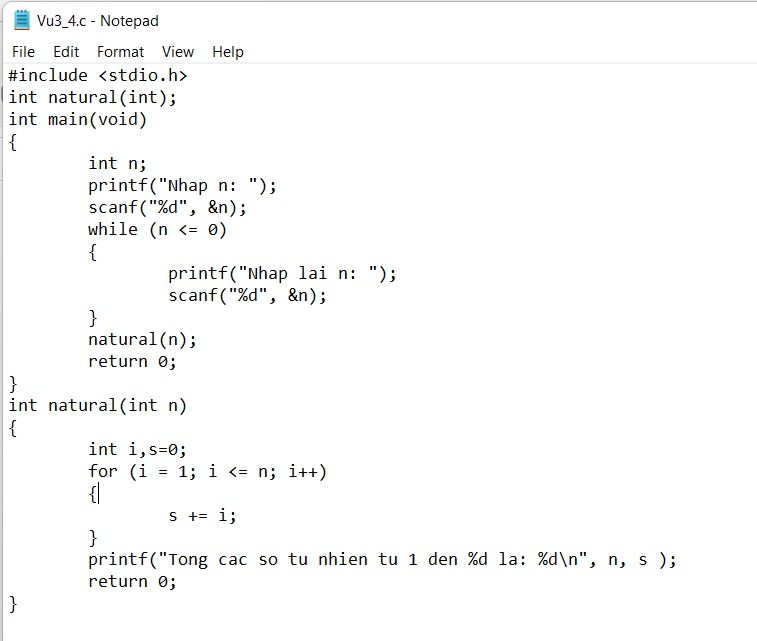 Vu3_4.c - Notepad
File Edit Format View Help
#include <stdio.h>
int natural(int);
int main(void)
{
        int n;
        printf("Nhap n: ");
        scanf("%d", &n);
        while (n <= 0)
        {
                printf("Nhap lai n: ");
                scanf("%d", &n);
        }
        natural(n);
        return 0;
}
int natural(int n)
{
        int i,s=0;
        for (i = 1; i <= n; i++)
        {
                s += i;
        }
        printf("Tong cac so tu nhien tu 1 den %d la: %d\n", n, s );
        return 0;
}